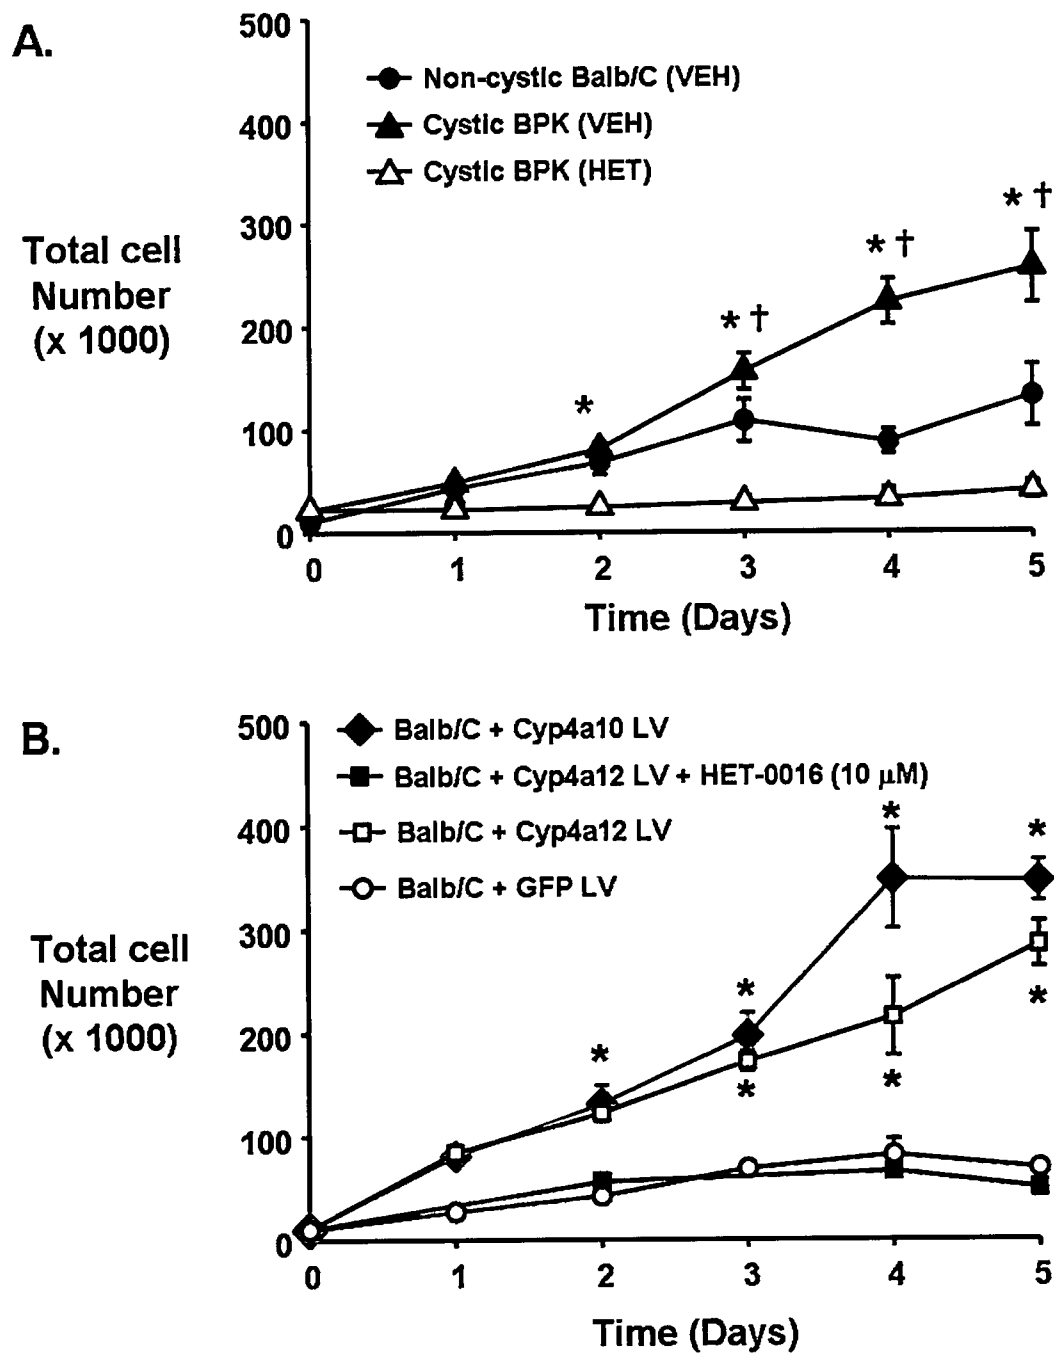 A.
500
400
300
200
100
0
Non-cystic Balb/C (VEH)
Cystic BPK (VEH)
Cystic BPK (HET)
Total cell
Number
(x 1000)
*
* †
* †
* †
0 1 2 3 4 5
Time (Days)
B.
500
400
300
200
100
0
Balb/C + Cyp4a10 LV
Balb/C + Cyp4a12 LV + HET-0016 (10 µM)
Balb/C + Cyp4a12 LV
Balb/C + GFP LV
Total cell
Number
(x 1000)
*
*
*
*
*
*
*
0 1 2 3 4 5
Time (Days)